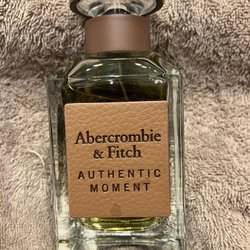 Abercrombie
& Fitch
AUTHENTIC
MOMENT